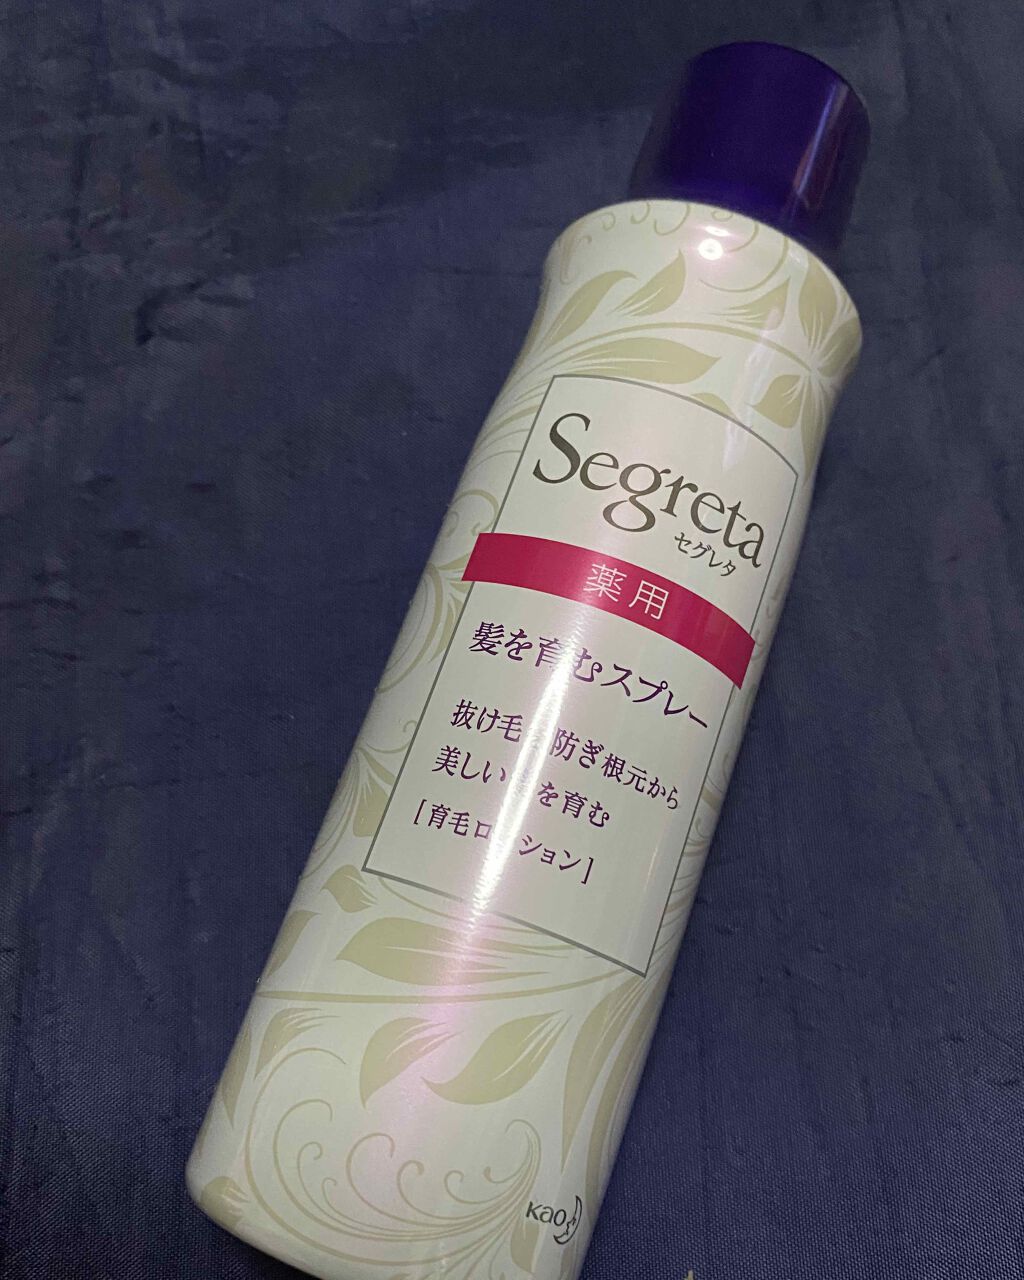 Segreta
セグレタ
薬用
髪を育むスプレー
抜け毛 防ぎ根元から
美しい を育む
[育毛ローション]
Kao